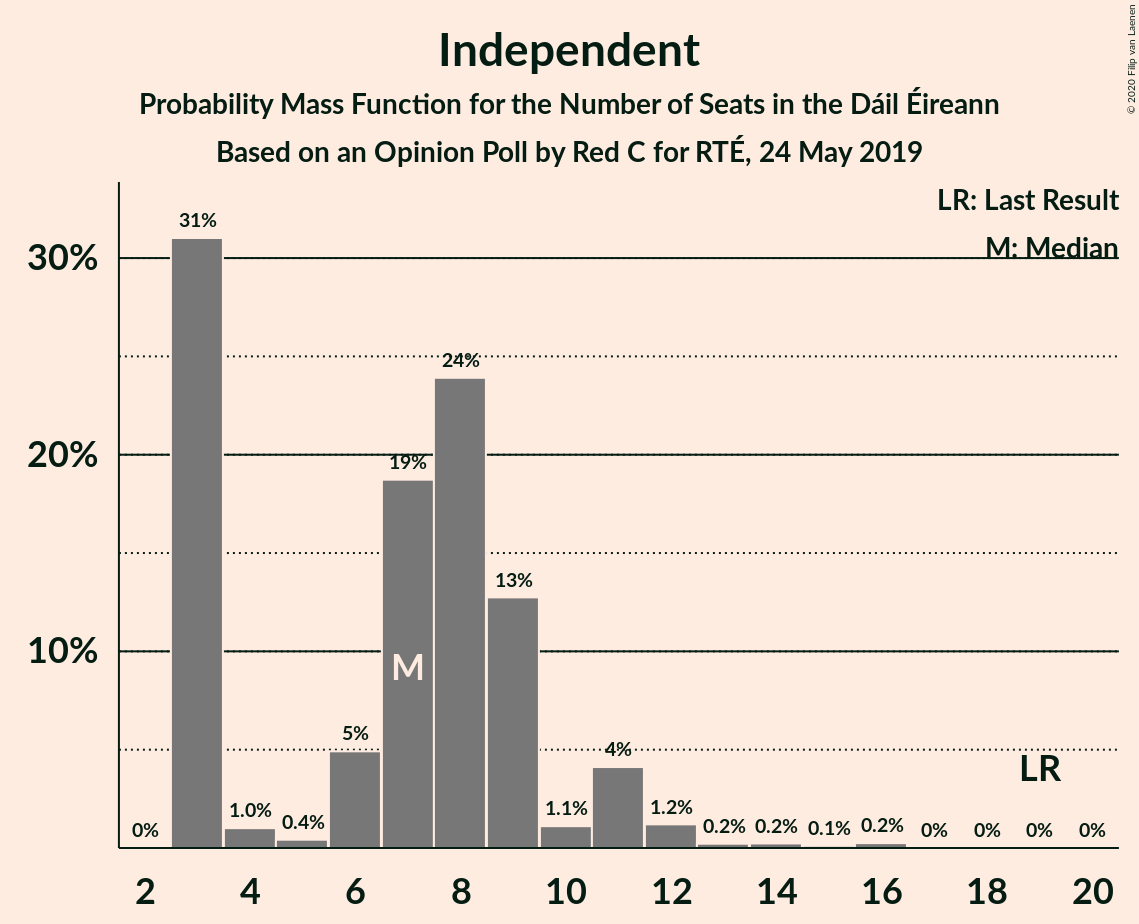 Independent
Probability Mass Function for the Number of Seats in the Dáil Éireann
Based on an Opinion Poll by Red C for RTÉ, 24 May 2019
© 2020 Filip van Laenen
LR: Last Result
M: Median
30%
20%
10%
0%
31%
1.0%
0.4%
5%
19%
24%
13%
1.1%
4%
1.2%
0.2%
0.2%
0.1%
0.2%
0%
0%
0%
0%
M
LR
2 4 6 8 10 12 14 16 18 20